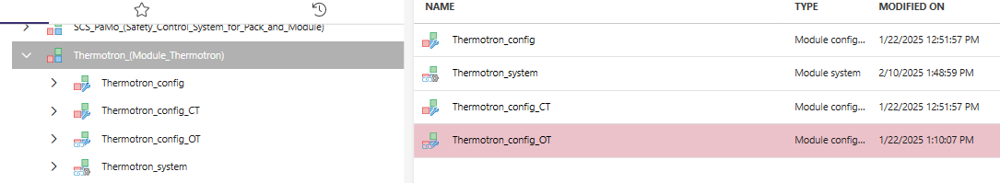 SCS_PaMo_(Safety_Control_System_for_Pack_and_Module)
Thermotron_(Module_Thermotron)
Thermotron_config
Thermotron_config_CT
Thermotron_config_OT
Thermotron_system
NAME TYPE MODIFIED ON
Thermotron_config Module config... 1/22/2025 12:51:57 PM
Thermotron_system Module system 2/10/2025 1:48:59 PM
Thermotron_config_CT Module config... 1/22/2025 12:51:57 PM
Thermotron_config_OT Module config... 1/22/2025 1:10:07 PM